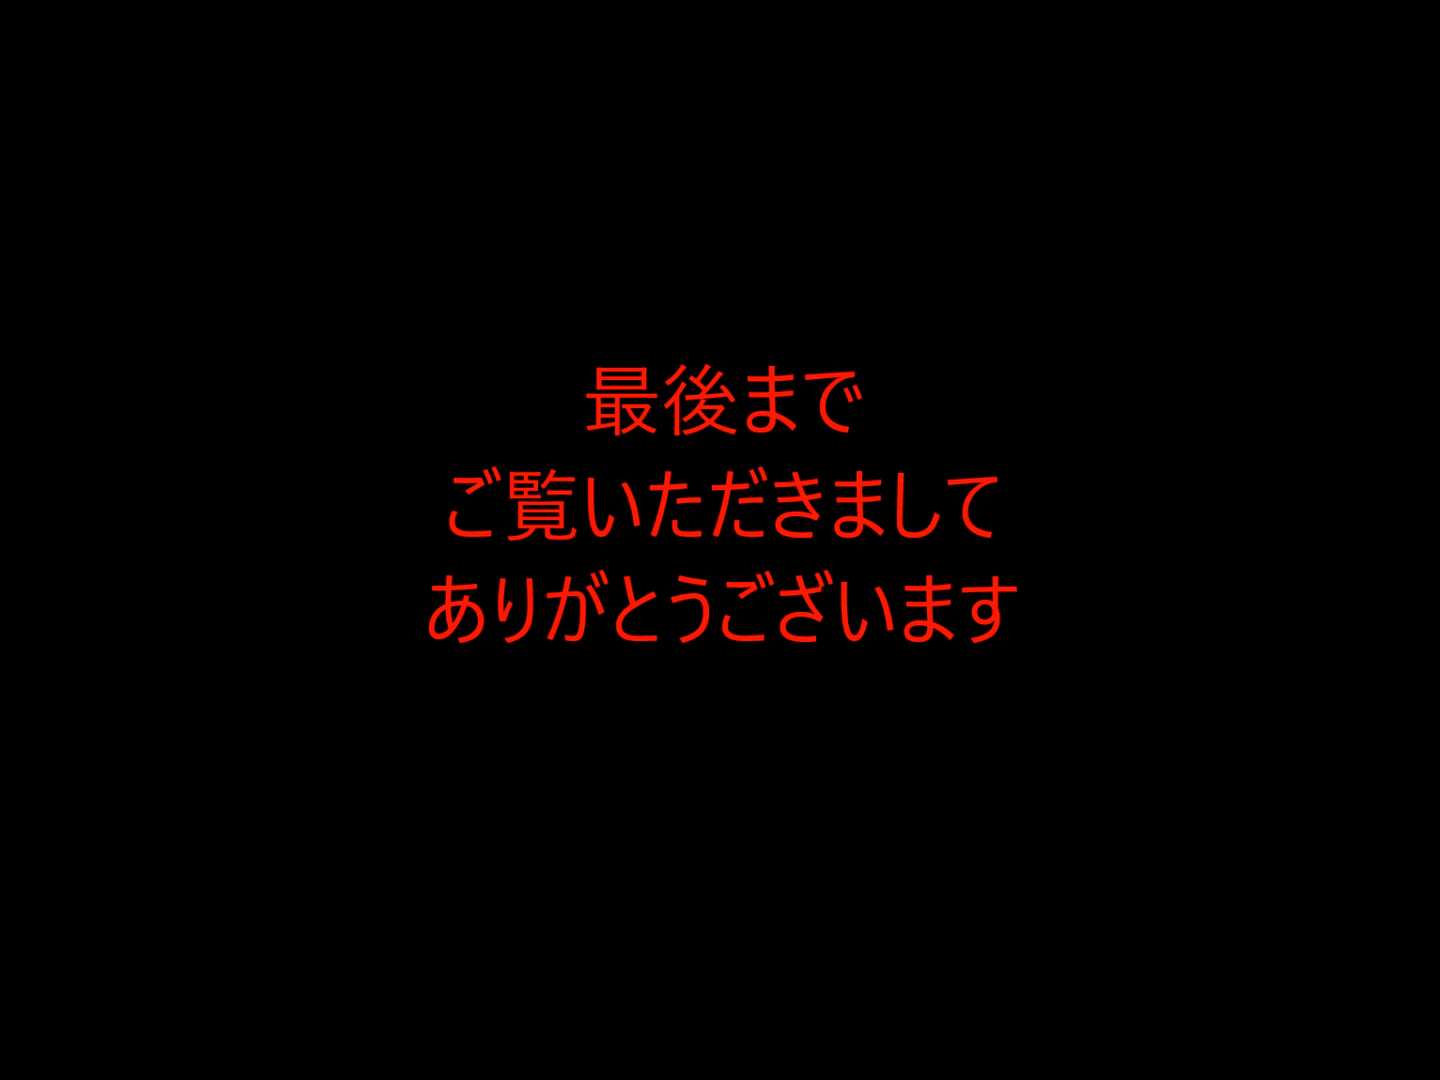 最後まで
ご覧いただきまして
ありがとうございます